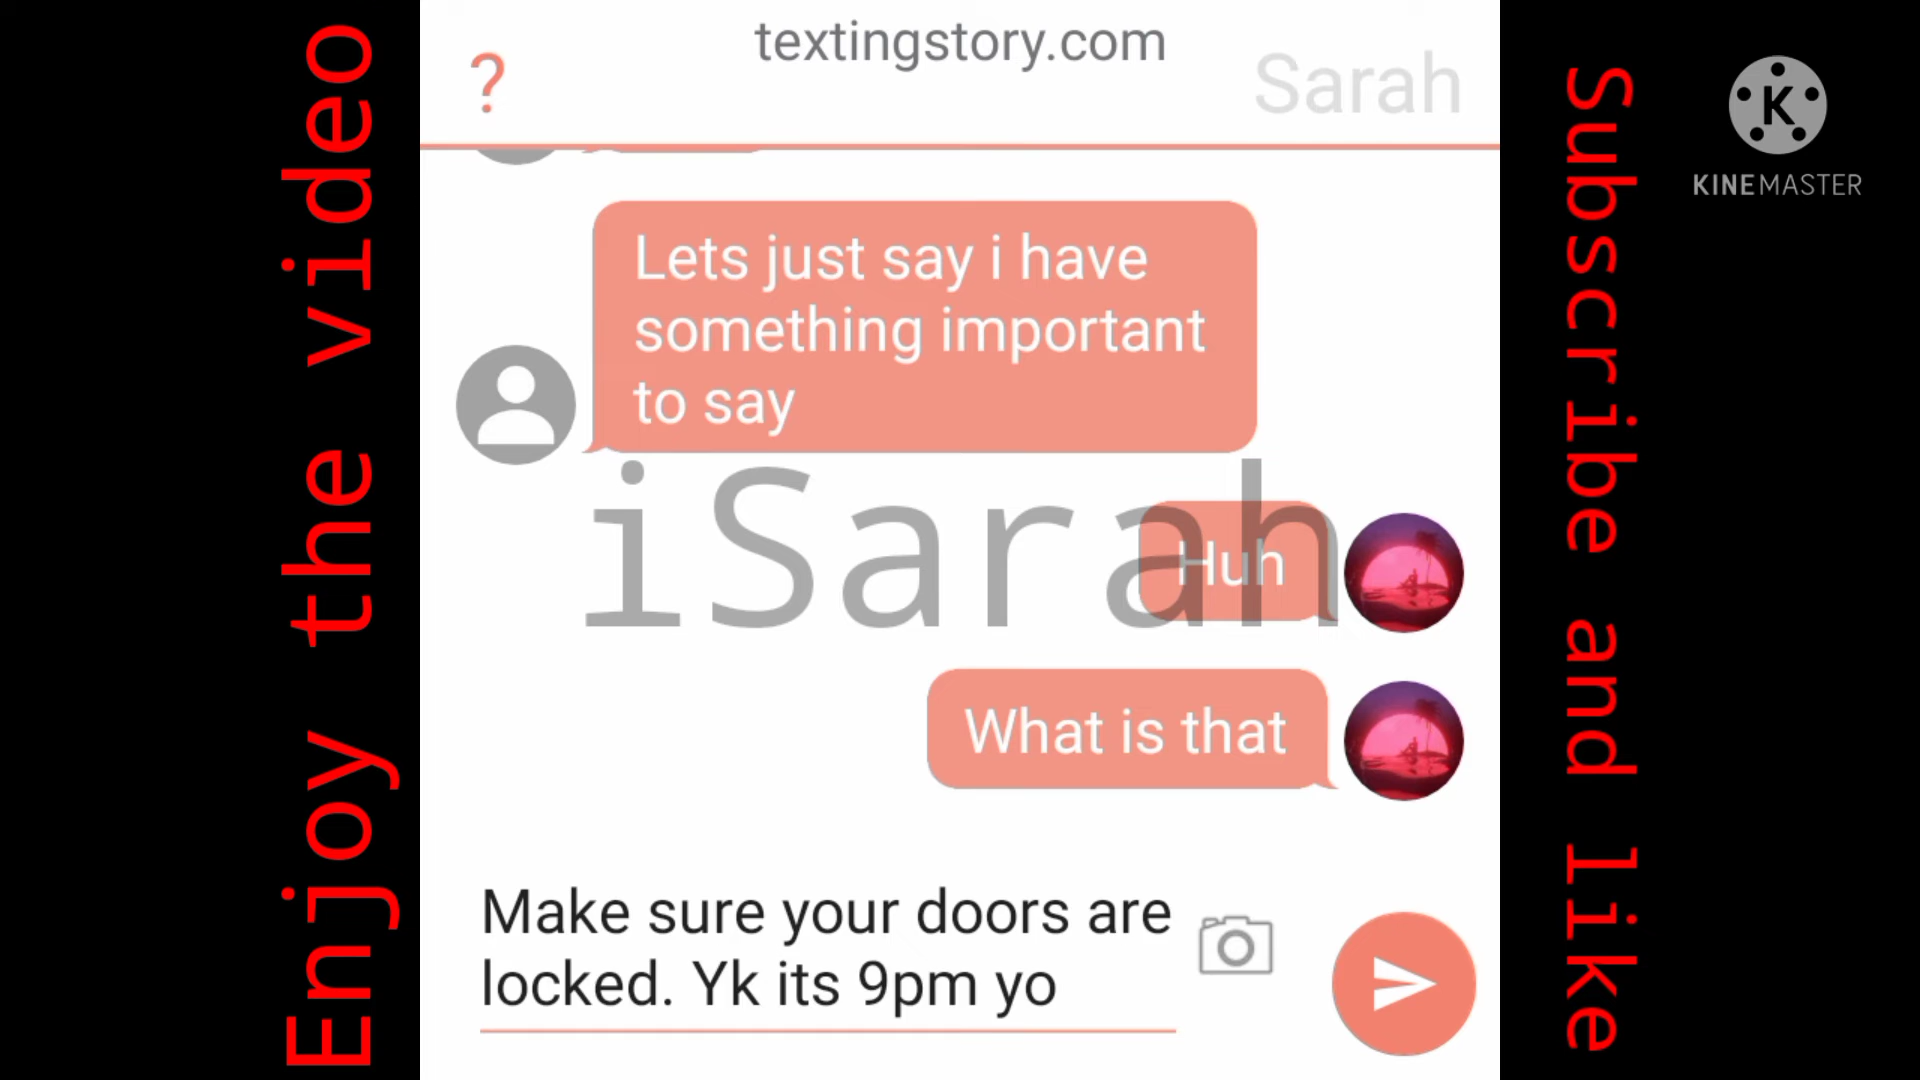 Enjoy the video
textingstory.com
?
Sarah
Lets just say i have
something important
to say
iSarah
Huh
What is that
Make sure your doors are
locked. Yk its 9pm yo
Subscribe and like
K
KINEMASTER